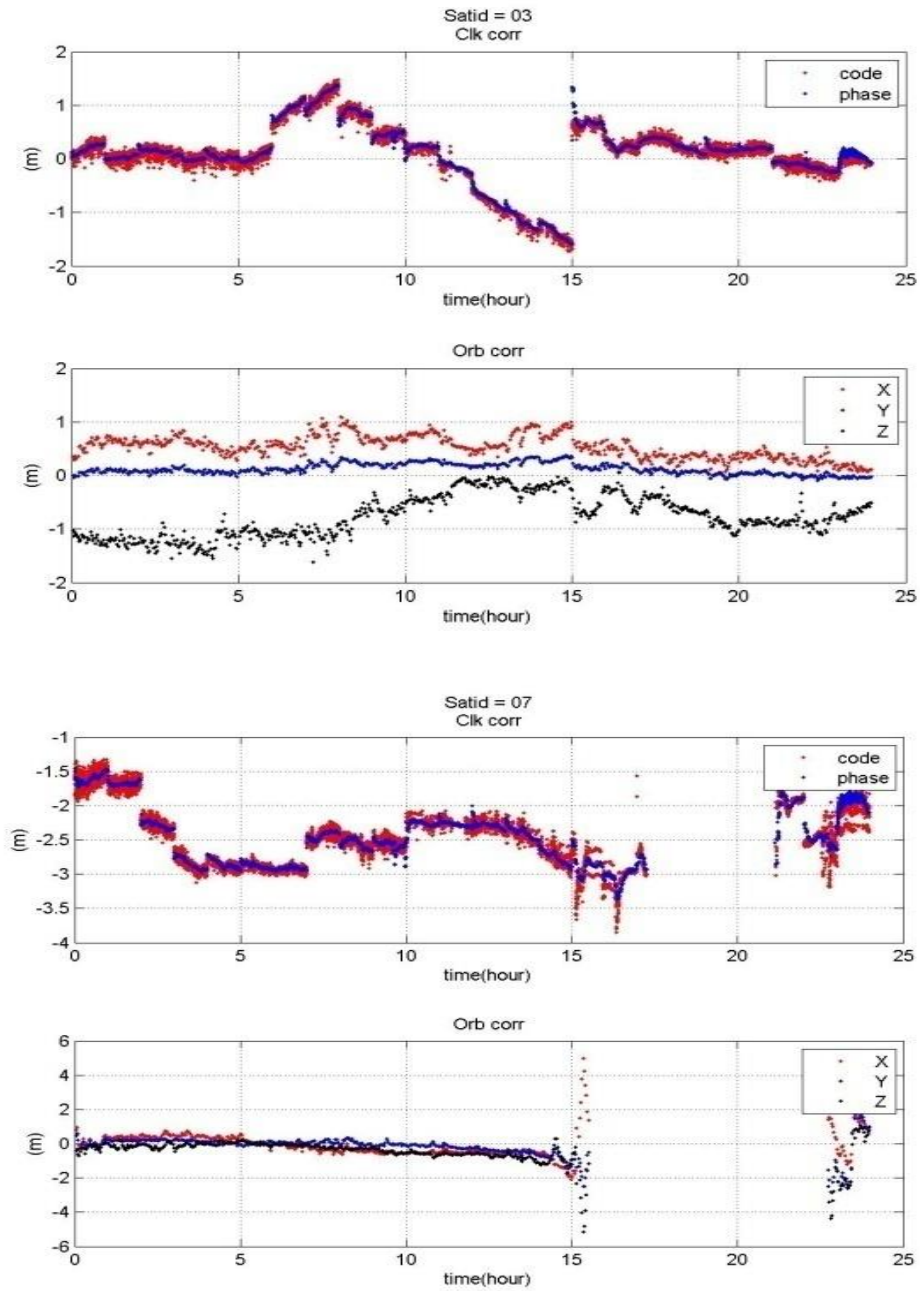 Satid = 03
Clk corr
2
1
0
-1
-2
(m)
code
phase
0 5 10 15 20 25
time(hour)
Orb corr
2
1
0
-1
-2
(m)
X
Y
Z
0 5 10 15 20 25
time(hour)
Satid = 07
Clk corr
-1
-1.5
-2
-2.5
-3
-3.5
-4
(m)
code
phase
0 5 10 15 20 25
time(hour)
Orb corr
6
4
2
0
-2
-4
-6
(m)
X
Y
Z
0 5 10 15 20 25
time(hour)